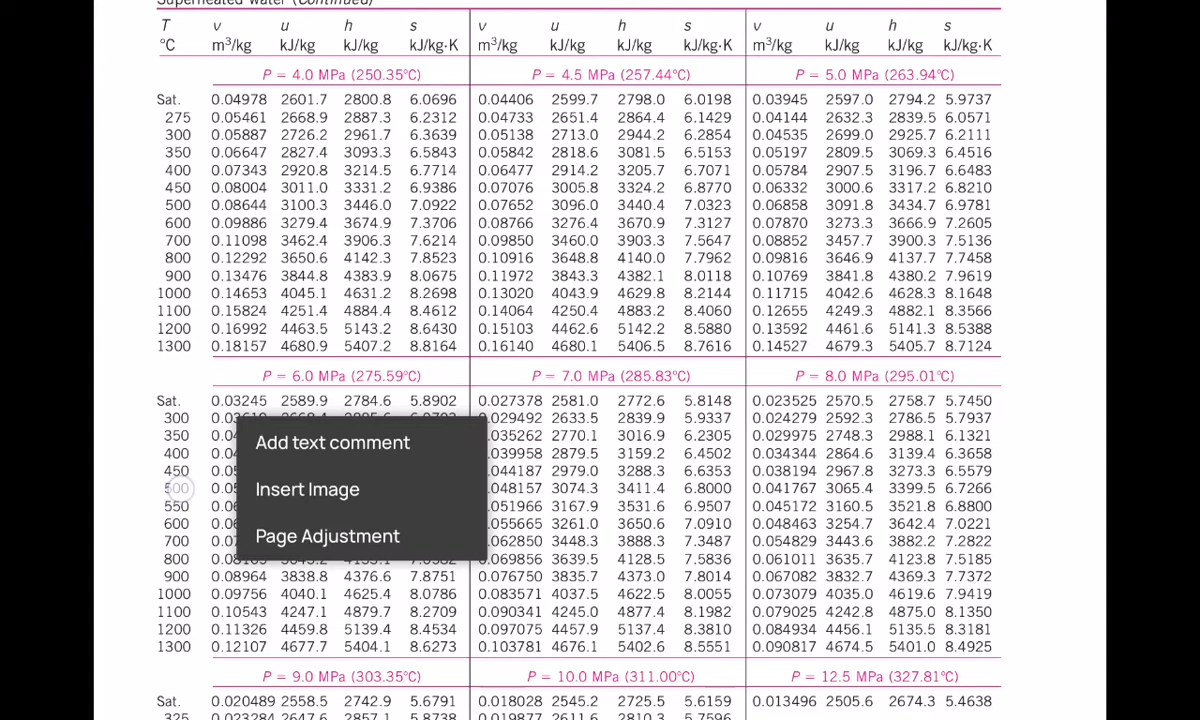 Superheated water (Continued)
T v u h s v u h s v u h s
°C m³/kg kJ/kg kJ/kg kJ/kg·K m³/kg kJ/kg kJ/kg kJ/kg·K m³/kg kJ/kg kJ/kg kJ/kg·K
P = 4.0 MPa (250.35°C) P = 4.5 MPa (257.44°C) P = 5.0 MPa (263.94°C)
Sat. 0.04978 2601.7 2800.8 6.0696 0.04406 2599.7 2798.0 6.0198 0.03945 2597.0 2794.2 5.9737
275 0.05461 2668.9 2887.3 6.2312 0.04733 2651.4 2864.4 6.1429 0.04144 2632.3 2839.5 6.0571
300 0.05887 2726.2 2961.7 6.3639 0.05138 2713.0 2944.2 6.2854 0.04535 2699.0 2925.7 6.2111
350 0.06647 2827.4 3093.3 6.5843 0.05842 2818.6 3081.5 6.5153 0.05197 2809.5 3069.3 6.4516
400 0.07343 2920.8 3214.5 6.7714 0.06477 2914.2 3205.7 6.7071 0.05784 2907.5 3196.7 6.6483
450 0.08004 3011.0 3331.2 6.9386 0.07076 3005.8 3324.2 6.8770 0.06332 3000.6 3317.2 6.8210
500 0.08644 3100.3 3446.0 7.0922 0.07652 3096.0 3440.4 7.0323 0.06858 3091.8 3434.7 6.9781
600 0.09886 3279.4 3674.9 7.3706 0.08766 3276.4 3670.9 7.3127 0.07870 3273.3 3666.9 7.2605
700 0.11098 3462.4 3906.3 7.6214 0.09850 3460.0 3903.3 7.5647 0.08852 3457.7 3900.3 7.5136
800 0.12292 3650.6 4142.3 7.8523 0.10916 3648.8 4140.0 7.7962 0.09816 3646.9 4137.7 7.7458
900 0.13476 3844.8 4383.9 8.0675 0.11972 3843.3 4382.1 8.0118 0.10769 3841.8 4380.2 7.9619
1000 0.14653 4045.1 4631.2 8.2698 0.13020 4043.9 4629.8 8.2144 0.11715 4042.6 4628.3 8.1648
1100 0.15824 4251.4 4884.4 8.4612 0.14064 4250.4 4883.2 8.4060 0.12655 4249.3 4882.1 8.3566
1200 0.16992 4463.5 5143.2 8.6430 0.15103 4462.6 5142.2 8.5880 0.13592 4461.6 5141.3 8.5388
1300 0.18157 4680.9 5407.2 8.8164 0.16140 4680.1 5406.5 8.7616 0.14527 4679.3 5405.7 8.7124
P = 6.0 MPa (275.59°C) P = 7.0 MPa (285.83°C) P = 8.0 MPa (295.01°C)
Sat. 0.03245 2589.9 2784.6 5.8902 0.027378 2581.0 2772.6 5.8148 0.023525 2570.5 2758.7 5.7450
300 .029492 2633.5 2839.9 5.9337 0.024279 2592.3 2786.5 5.7937
350 .035262 2770.1 3016.9 6.2305 0.029975 2748.3 2988.1 6.1321
400 .039958 2879.5 3159.2 6.4502 0.034344 2864.6 3139.4 6.3658
450 .044187 2979.0 3288.3 6.6353 0.038194 2967.8 3273.3 6.5579
500 .048157 3074.3 3411.4 6.8000 0.041767 3065.4 3399.5 6.7266
550 .051966 3167.9 3531.6 6.9507 0.045172 3160.5 3521.8 6.8800
600 .055665 3261.0 3650.6 7.0910 0.048463 3254.7 3642.4 7.0221
700 .062850 3448.3 3888.3 7.3487 0.054829 3443.6 3882.2 7.2822
800 .069856 3639.5 4128.5 7.5836 0.061011 3635.7 4123.8 7.5185
900 0.08964 3838.8 4376.6 7.8751 0.076750 3835.7 4373.0 7.8014 0.067082 3832.7 4369.3 7.7372
1000 0.09756 4040.1 4625.4 8.0786 0.083571 4037.5 4622.5 8.0055 0.073079 4035.0 4619.6 7.9419
1100 0.10543 4247.1 4879.7 8.2709 0.090341 4245.0 4877.4 8.1982 0.079025 4242.8 4875.0 8.1350
1200 0.11326 4459.8 5139.4 8.4534 0.097075 4457.9 5137.4 8.3810 0.084934 4456.1 5135.5 8.3181
1300 0.12107 4677.7 5404.1 8.6273 0.103781 4676.1 5402.6 8.5551 0.090817 4674.5 5401.0 8.4925
P = 9.0 MPa (303.35°C) P = 10.0 MPa (311.00°C) P = 12.5 MPa (327.81°C)
Sat. 0.020489 2558.5 2742.9 5.6791 0.018028 2545.2 2725.5 5.6159 0.013496 2505.6 2674.3 5.4638
325 0.023284 2647.6 2857.1 5.8738 0.019877 2611.6 2810.3 5.7596
Add text comment
Insert Image
Page Adjustment